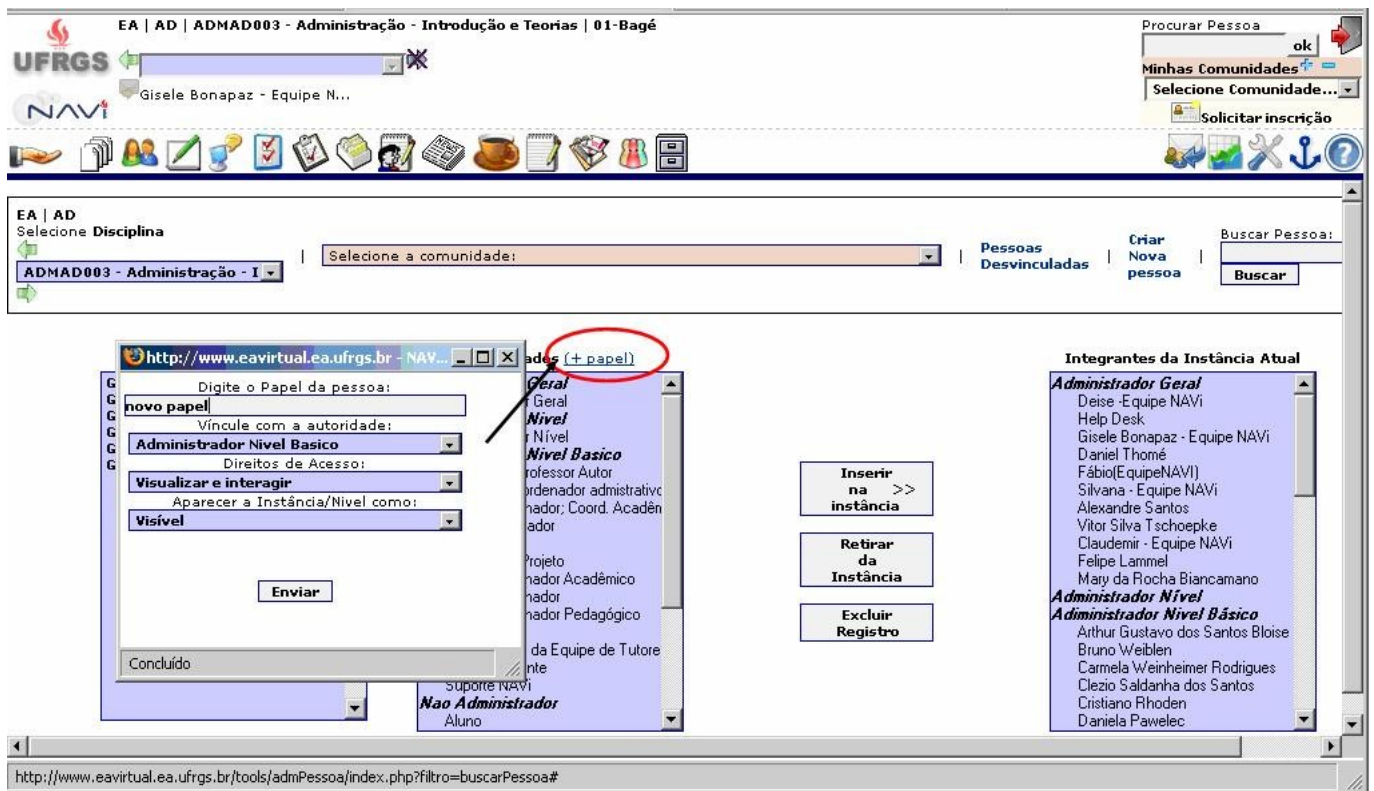 EA | AD | ADMAD003 - Administração - Introdução e Teorias | 01-Bagé
UFRGS
NAVi
Gisele Bonapaz - Equipe N...
Procurar Pessoa
ok
Minhas Comunidades
Selecione Comunidade...
Solicitar inscrição
EA | AD
Selecione Disciplina
ADMAD003 - Administração - I
|
Selecione a comunidade:
|
Pessoas
Desvinculadas
|
Criar
Nova
pessoa
|
Buscar Pessoa:
Buscar
http://www.eavirtual.ea.ufrgs.br - NAV...
Digite o Papel da pessoa:
novo papel
Víncule com a autoridade:
Administrador Nivel Basico
Direitos de Acesso:
Visualizar e interagir
Aparecer a Instância/Nivel como:
Visível
Enviar
Concluído
G
G
G
G
G
G
ades (+ papel)
Geral
r Geral
Nivel
r Nível
Nivel Basico
rofessor Autor
ordenador admistrativo
nador; Coord. Acadên
ador
Projeto
nador Acadêmico
nador
nador Pedagógico
da Equipe de Tutore
nte
Suporte NAVi
Nao Administrador
Aluno
Inserir
na >>
instância
Retirar
da
Instância
Excluir
Registro
Integrantes da Instância Atual
Administrador Geral
Deise -Equipe NAVi
Help Desk
Gisele Bonapaz - Equipe NAVi
Daniel Thomé
Fábio(EquipeNAVI)
Silvana - Equipe NAVi
Alexandre Santos
Vitor Silva Tschoepke
Claudemir - Equipe NAVi
Felipe Lammel
Mary da Rocha Biancamano
Administrador Nível
Adiministrador Nivel Básico
Arthur Gustavo dos Santos Bloise
Bruno Weiblen
Carmela Weinheimer Rodrigues
Clezio Saldanha dos Santos
Cristiano Rhoden
Daniela Pawelec
http://www.eavirtual.ea.ufrgs.br/tools/admPessoa/index.php?filtro=buscarPessoa#